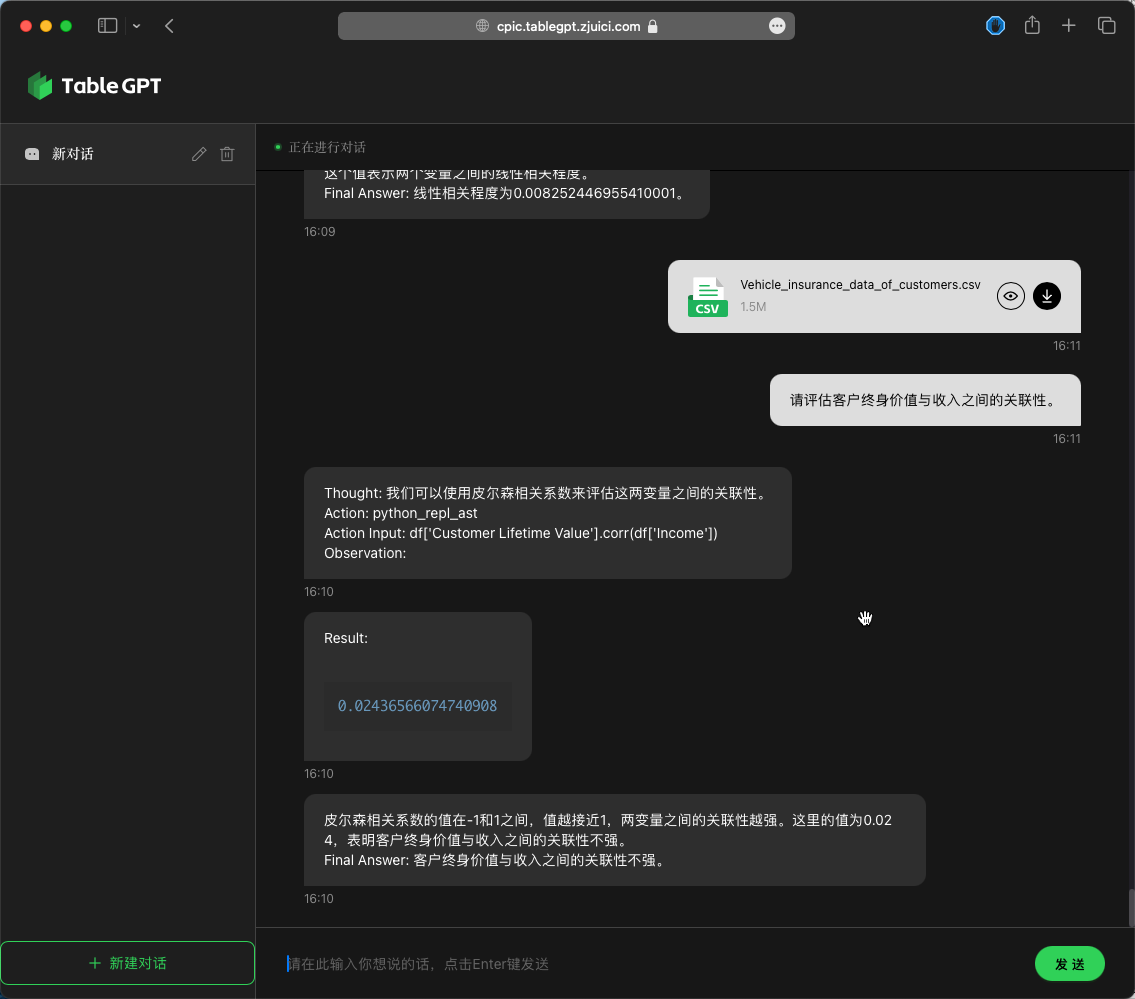 cpic.tablegpt.zjuici.com
Table GPT
新对话
正在进行对话
这个值表示两个变量之间的线性相关程度。
Final Answer: 线性相关程度为0.008252446955410001。
16:09
Vehicle_insurance_data_of_customers.csv
CSV
1.5M
16:11
请评估客户终身价值与收入之间的关联性。
16:11
Thought: 我们可以使用皮尔森相关系数来评估这两变量之间的关联性。
Action: python_repl_ast
Action Input: df['Customer Lifetime Value'].corr(df['Income'])
Observation:
16:10
Result:
0.02436566074740908
16:10
皮尔森相关系数的值在-1和1之间，值越接近1，两变量之间的关联性越强。这里的值为0.02
4，表明客户终身价值与收入之间的关联性不强。
Final Answer: 客户终身价值与收入之间的关联性不强。
16:10
+ 新建对话
请在此输入你想说的话，点击Enter键发送
发 送